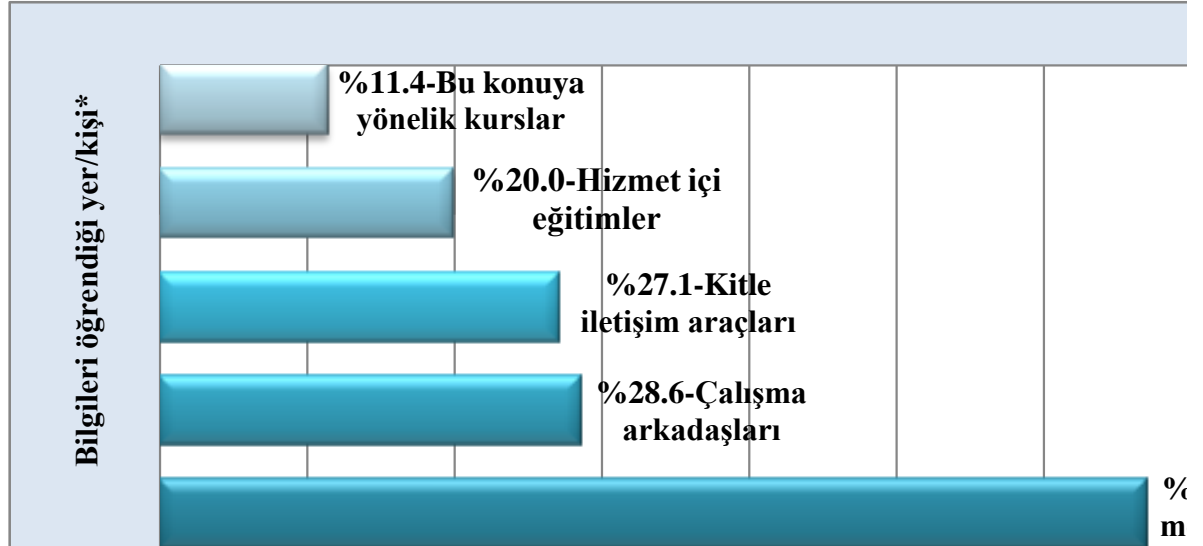 Bilgileri öğrendiği yer/kişi*
%11.4-Bu konuya
yönelik kurslar
%20.0-Hizmet içi
eğitimler
%27.1-Kitle
iletişim araçları
%28.6-Çalışma
arkadaşları
%